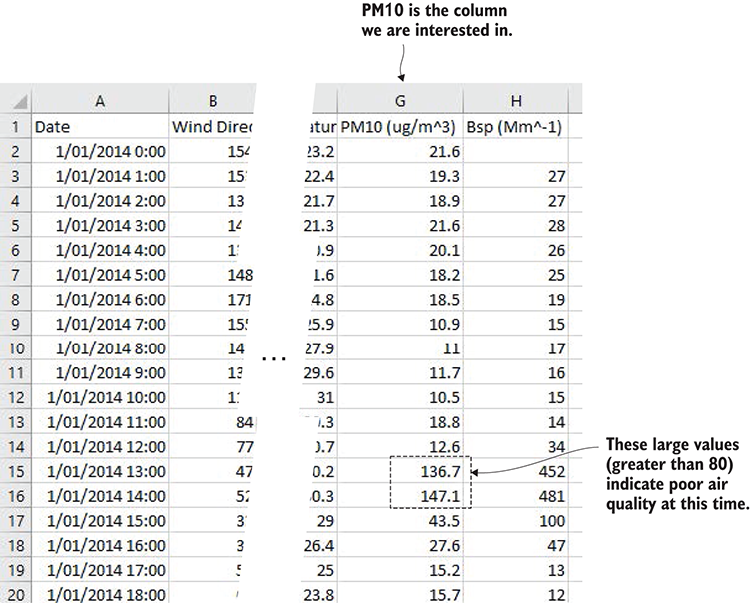 PM10 is the column
we are interested in.
A B G H
1 Date Wind Direc atur PM10 (ug/m^3) Bsp (Mm^-1)
2 1/01/2014 0:00 154 23.2 21.6
3 1/01/2014 1:00 15 22.4 19.3 27
4 1/01/2014 2:00 13 21.7 18.9 27
5 1/01/2014 3:00 14 21.3 21.6 28
6 1/01/2014 4:00 .9 20.1 26
7 1/01/2014 5:00 148 1.6 18.2 25
8 1/01/2014 6:00 171 4.8 18.5 19
9 1/01/2014 7:00 15 25.9 10.9 15
10 1/01/2014 8:00 14 27.9 11 17
...
11 1/01/2014 9:00 13 29.6 11.7 16
12 1/01/2014 10:00 31 10.5 15
13 1/01/2014 11:00 84 .3 18.8 14
14 1/01/2014 12:00 77 0.7 12.6 34
15 1/01/2014 13:00 47 0.2 136.7 452
16 1/01/2014 14:00 52 0.3 147.1 481
17 1/01/2014 15:00 3 29 43.5 100
18 1/01/2014 16:00 3 26.4 27.6 47
19 1/01/2014 17:00 25 15.2 13
20 1/01/2014 18:00 23.8 15.7 12
These large values
(greater than 80)
indicate poor air
quality at this time.